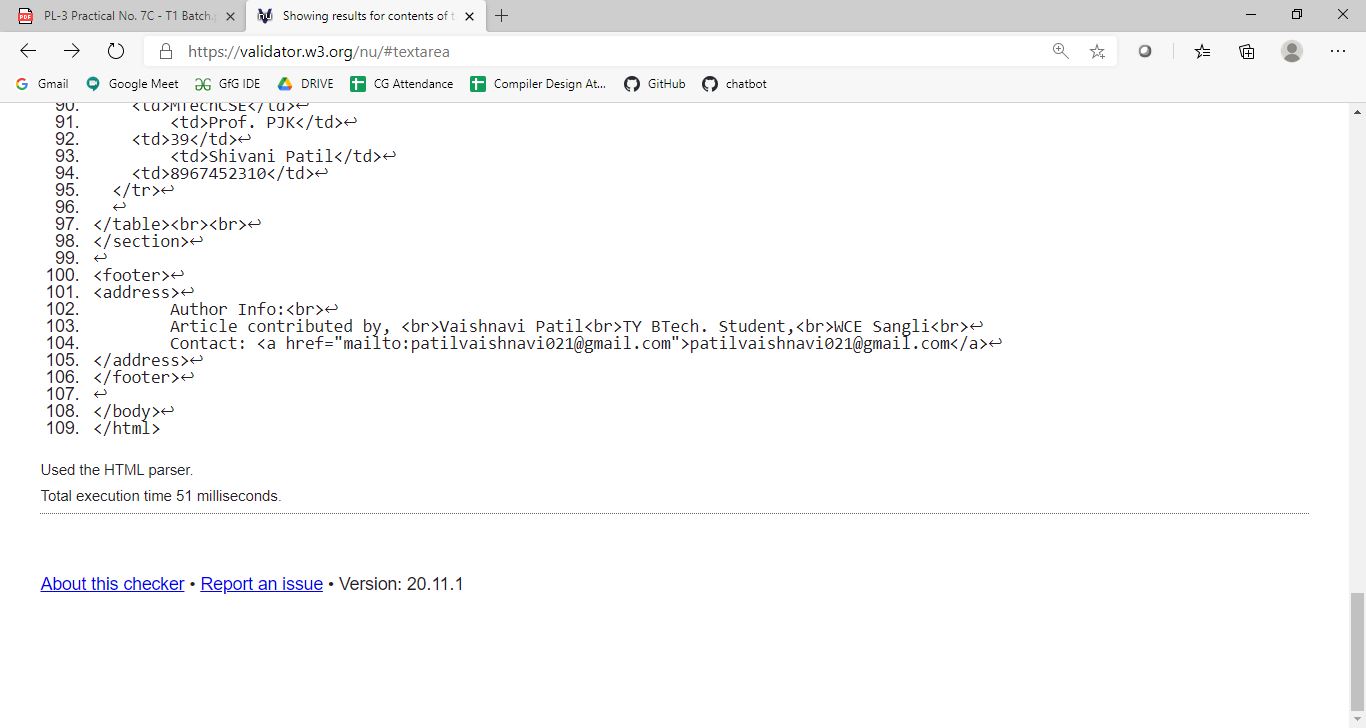 PL-3 Practical No. 7C - T1 Batch.p
Showing results for contents of t
https://validator.w3.org/nu/#textarea
Gmail Google Meet GfG IDE DRIVE CG Attendance Compiler Design At... GitHub chatbot
90. <td>MTechCSE</td>↩
91. <td>Prof. PJK</td>↩
92. <td>39</td>↩
93. <td>Shivani Patil</td>↩
94. <td>8967452310</td>↩
95. </tr>↩
96. ↩
97. </table><br><br>↩
98. </section>↩
99. ↩
100. <footer>↩
101. <address>↩
102. Author Info:<br>↩
103. Article contributed by, <br>Vaishnavi Patil<br>TY BTech. Student,<br>WCE Sangli<br>↩
104. Contact: <a href="mailto:patilvaishnavi021@gmail.com">patilvaishnavi021@gmail.com</a>↩
105. </address>↩
106. </footer>↩
107. ↩
108. </body>↩
109. </html>
Used the HTML parser.
Total execution time 51 milliseconds.
About this checker • Report an issue • Version: 20.11.1